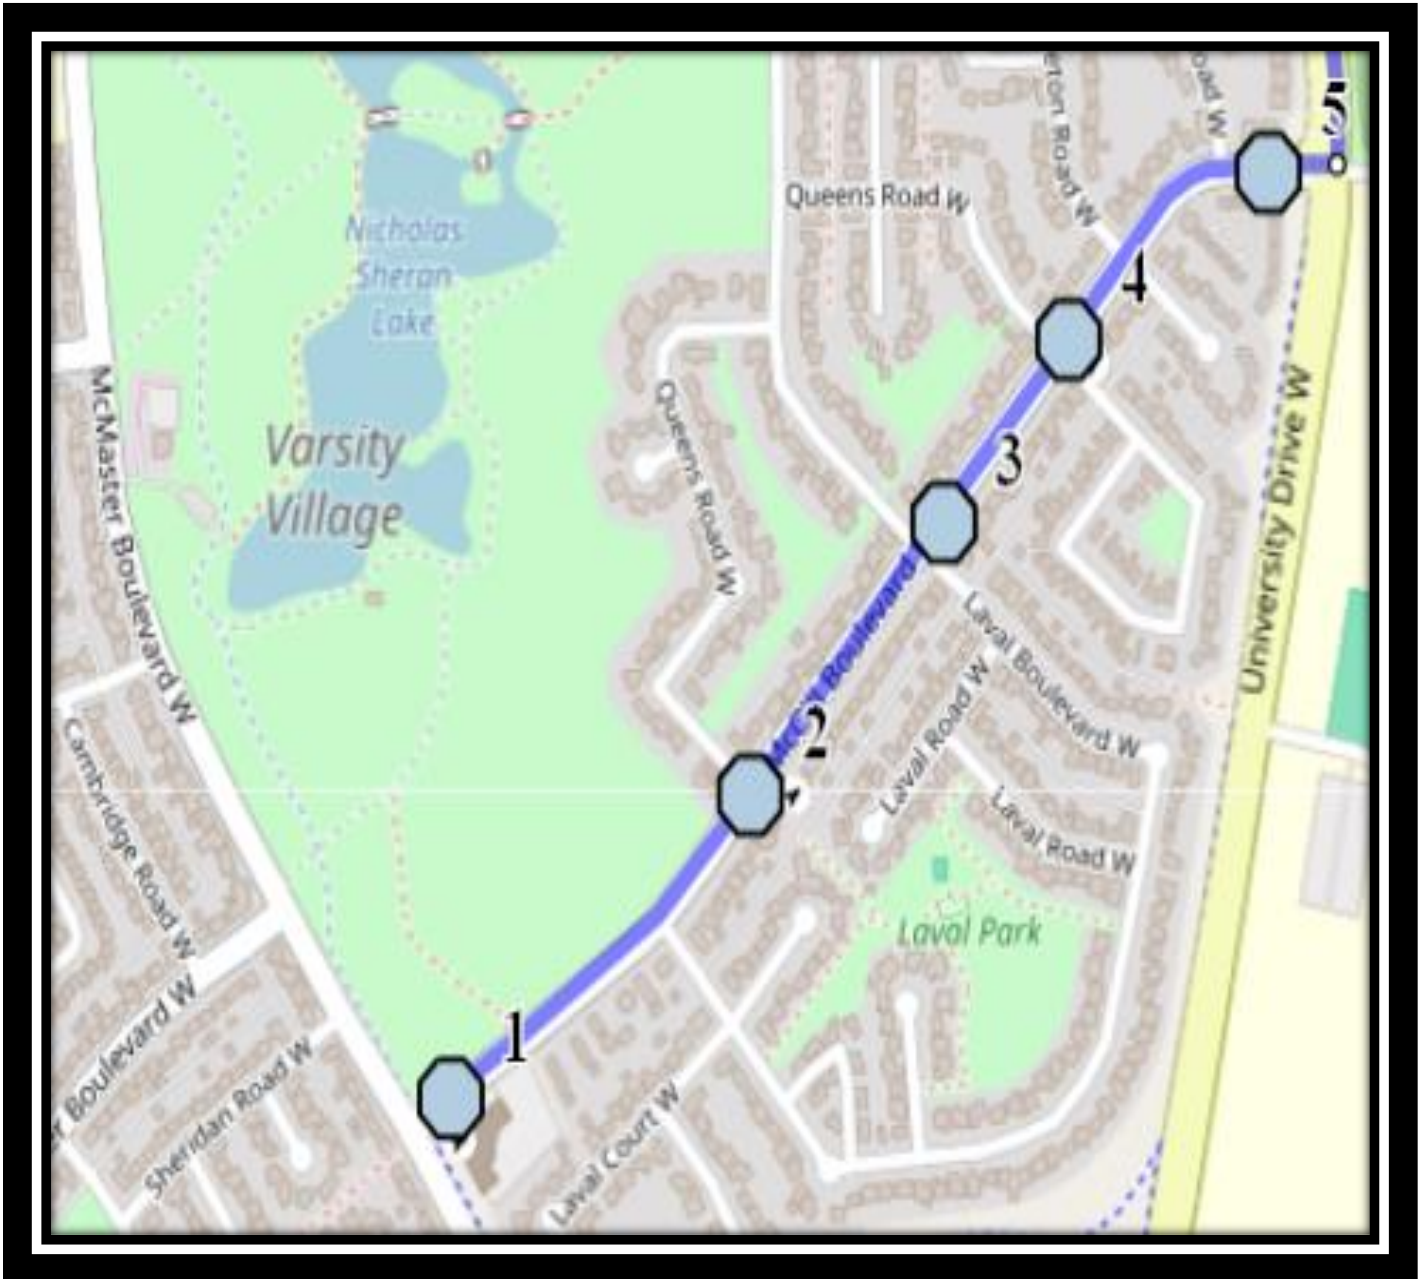 5
Queens Road W
Nicholas
Sheran
Lake
4
McMaster Boulevard W
Queens Road W
University Drive W
Varsity
Village
3
Boulevard
Laval Boulevard W
Laval Road W
2
Cambridge Road W
Laval Road W
Laval Park
Boulevard W
1
Sheridan Road W
Laval Court W